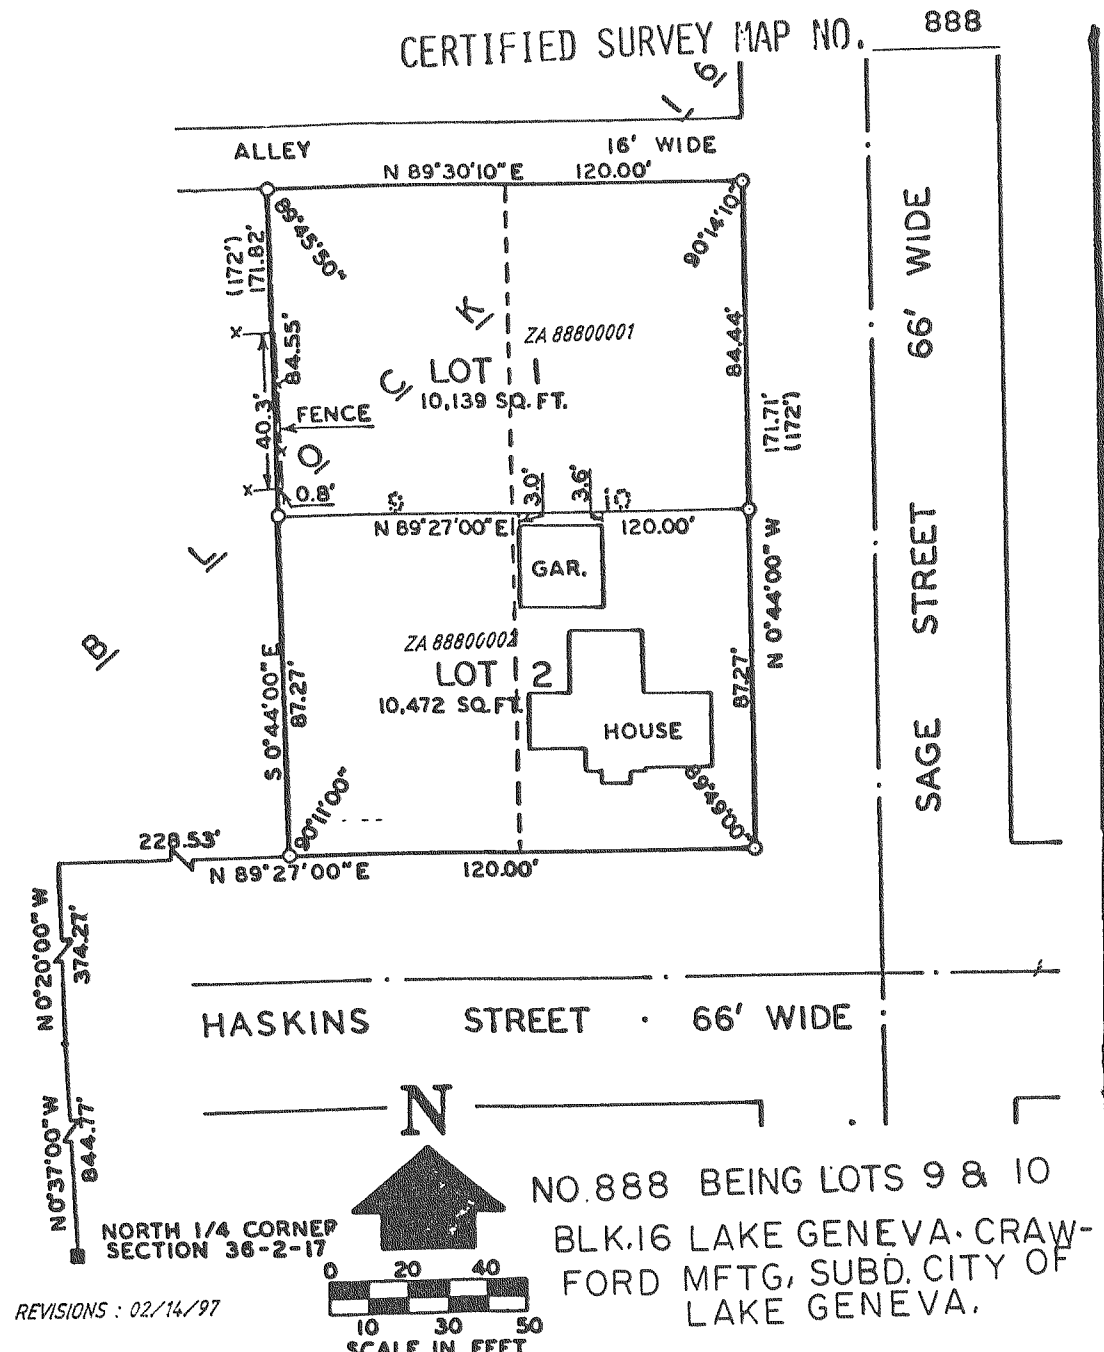 CERTIFIED SURVEY MAP NO. 888
1 6
ALLEY
16' WIDE
N 89°30'10" E 120.00'
89°45'50"
90°14'10"
(172')
171.82'
84.55'
40.3'
x
x
x
FENCE
0.8'
K
C
O
L
B
ZA 88800001
LOT 1
10,139 SQ. FT.
84.44'
171.71'
(172')
66' WIDE
9
3.0'
3.6'
10
N 89°27'00" E 120.00'
GAR.
N 0°44'00" W
SAGE STREET
ZA 88800002
LOT 2
10,472 SQ.FT.
HOUSE
S 0°44'00" E
87.27'
87.27'
90°11'00"
89°49'00"
228.53'
N 89°27'00" E 120.00'
N 0°20'00" W
374.27'
HASKINS STREET · 66' WIDE
N 0°37'00" W
844.77'
NORTH 1/4 CORNER
SECTION 36-2-17
N
NO.888 BEING LOTS 9 & 10
BLK.16 LAKE GENEVA. CRAW-
FORD MFTG, SUBD. CITY OF
LAKE GENEVA.
0 20 40
10 30 50
SCALE IN FEET
REVISIONS : 02/14/97